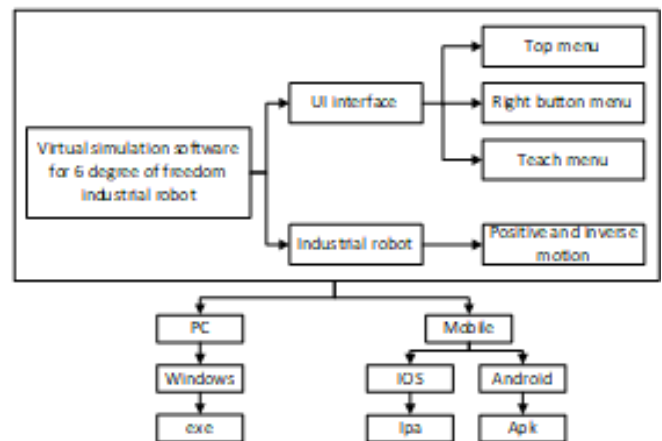 Top menu
UI interface
Right button menu
Virtual simulation software
for 6 degree of freedom
industrial robot
Teach menu
Industrial robot
Positive and inverse
motion
PC
Mobile
Windows
IOS
Android
exe
Ipa
Apk